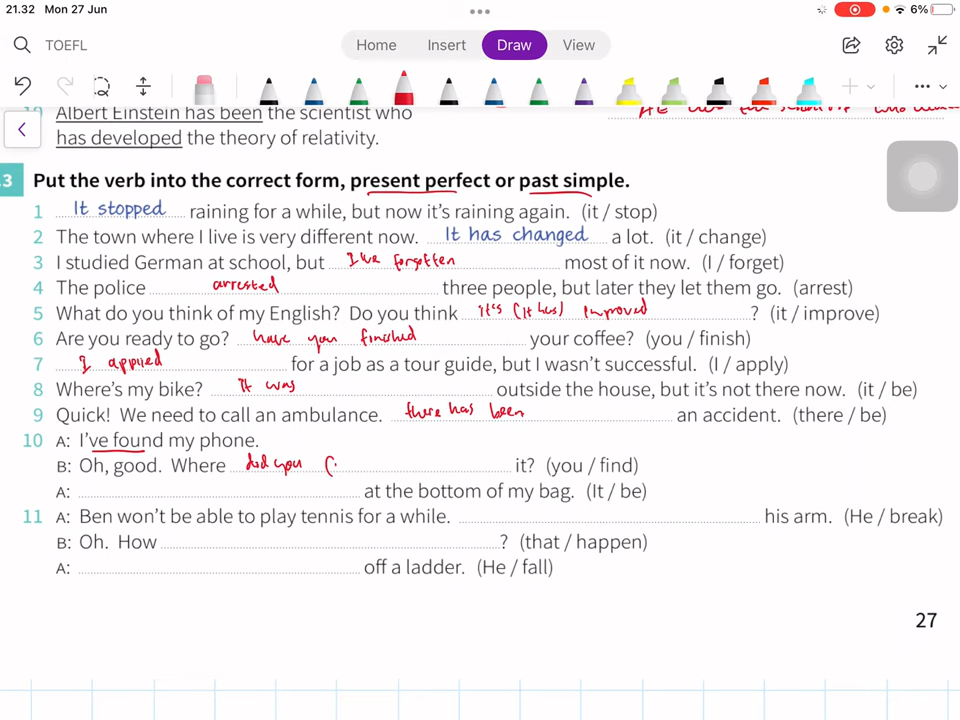 21.32 Mon 27 Jun 6%
TOEFL Home Insert Draw View
Albert Einstein has been the scientist who
has developed the theory of relativity.
.3 Put the verb into the correct form, present perfect or past simple.
1 It stopped raining for a while, but now it's raining again. (it / stop)
2 The town where I live is very different now. It has changed a lot. (it / change)
3 I studied German at school, but I've forgotten most of it now. (I / forget)
4 The police arrested three people, but later they let them go. (arrest)
5 What do you think of my English? Do you think it's (it has) improved ? (it / improve)
6 Are you ready to go? have you finished your coffee? (you / finish)
7 I applied for a job as a tour guide, but I wasn't successful. (I / apply)
8 Where's my bike? it was outside the house, but it's not there now. (it / be)
9 Quick! We need to call an ambulance. there has been an accident. (there / be)
10 A: I've found my phone.
B: Oh, good. Where did you ( it? (you / find)
A: at the bottom of my bag. (It / be)
11 A: Ben won't be able to play tennis for a while. his arm. (He / break)
B: Oh. How ? (that / happen)
A: off a ladder. (He / fall)
27